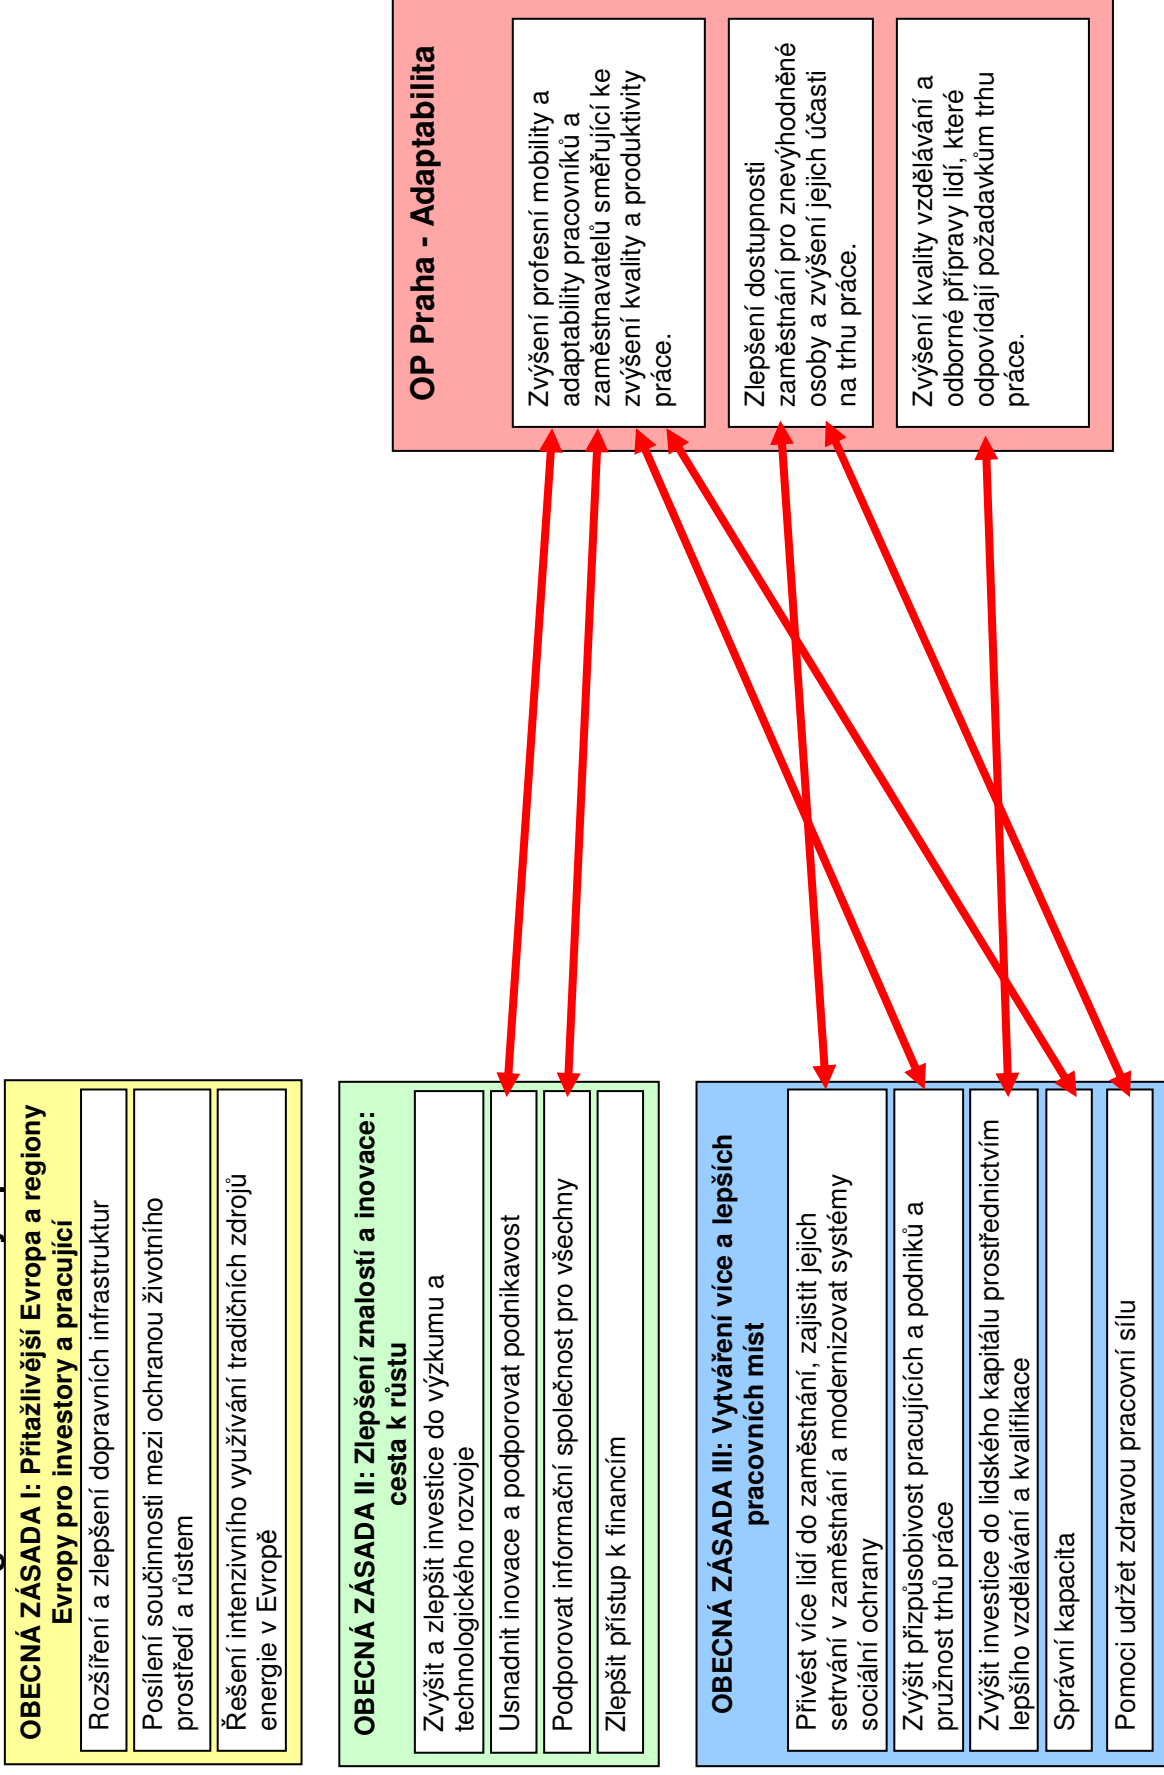 OBECNÁ ZÁSADA I: Přitažlivější Evropa a regiony
Evropy pro investory a pracující
Rozšíření a zlepšení dopravních infrastruktur
Posílení součinnosti mezi ochranou životního
prostředí a růstem
Řešení intenzivního využívání tradičních zdrojů
energie v Evropě
OBECNÁ ZÁSADA II: Zlepšení znalostí a inovace:
cesta k růstu
Zvýšit a zlepšit investice do výzkumu a
technologického rozvoje
Usnadnit inovace a podporovat podnikavost
Podporovat informační společnost pro všechny
Zlepšit přístup k financím
OBECNÁ ZÁSADA III: Vytváření více a lepších
pracovních míst
Přivést více lidí do zaměstnání, zajistit jejich
setrvání v zaměstnání a modernizovat systémy
sociální ochrany
Zvýšit přizpůsobivost pracujících a podniků a
pružnost trhů práce
Zvýšit investice do lidského kapitálu prostřednictvím
lepšího vzdělávání a kvalifikace
Správní kapacita
Pomoci udržet zdravou pracovní sílu
OP Praha - Adaptabilita
Zvýšení profesní mobility a
adaptability pracovníků a
zaměstnavatelů směřující ke
zvýšení kvality a produktivity
práce.
Zlepšení dostupnosti
zaměstnání pro znevýhodněné
osoby a zvýšení jejich účasti
na trhu práce.
Zvýšení kvality vzdělávání a
odborné přípravy lidí, které
odpovídají požadavkům trhu
práce.